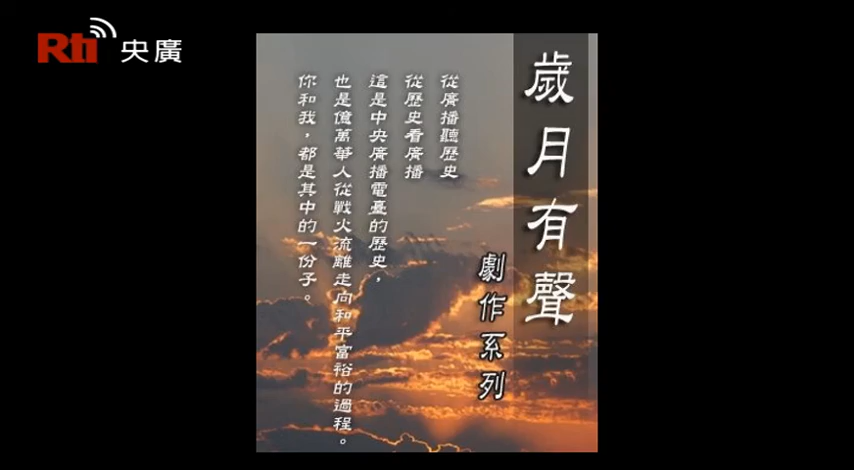 Rti 央廣
歲月有聲
劇作系列
從廣播聽歷史
從歷史看廣播
這是中央廣播電臺的歷史，
也是億萬華人從戰火流離走向和平富裕的過程。
你和我，都是其中的一份子。